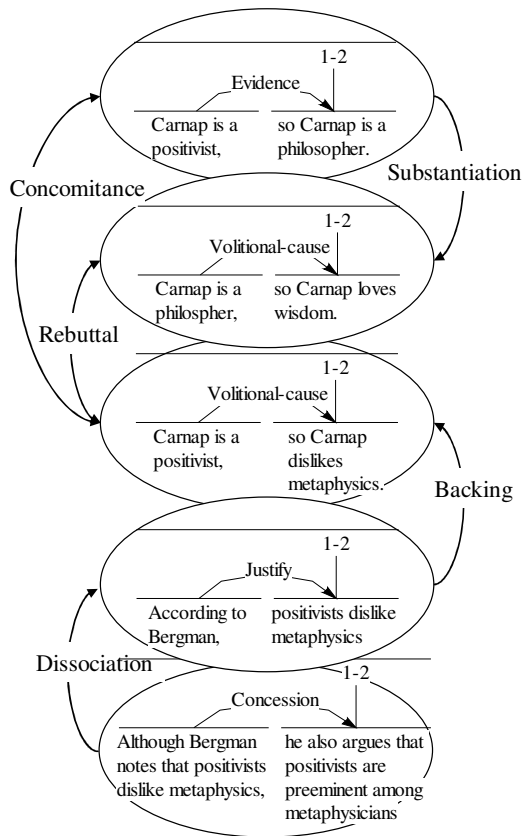 1-2
Evidence
Carnap is a
positivist,
so Carnap is a
philosopher.
Concomitance
Substantiation
1-2
Volitional-cause
Carnap is a
philospher,
so Carnap loves
wisdom.
Rebuttal
1-2
Volitional-cause
Carnap is a
positivist,
so Carnap
dislikes
metaphysics.
Backing
1-2
Justify
According to
Bergman,
positivists dislike
metaphysics
Dissociation
1-2
Concession
Although Bergman
notes that positivists
dislike metaphysics,
he also argues that
positivists are
preeminent among
metaphysicians